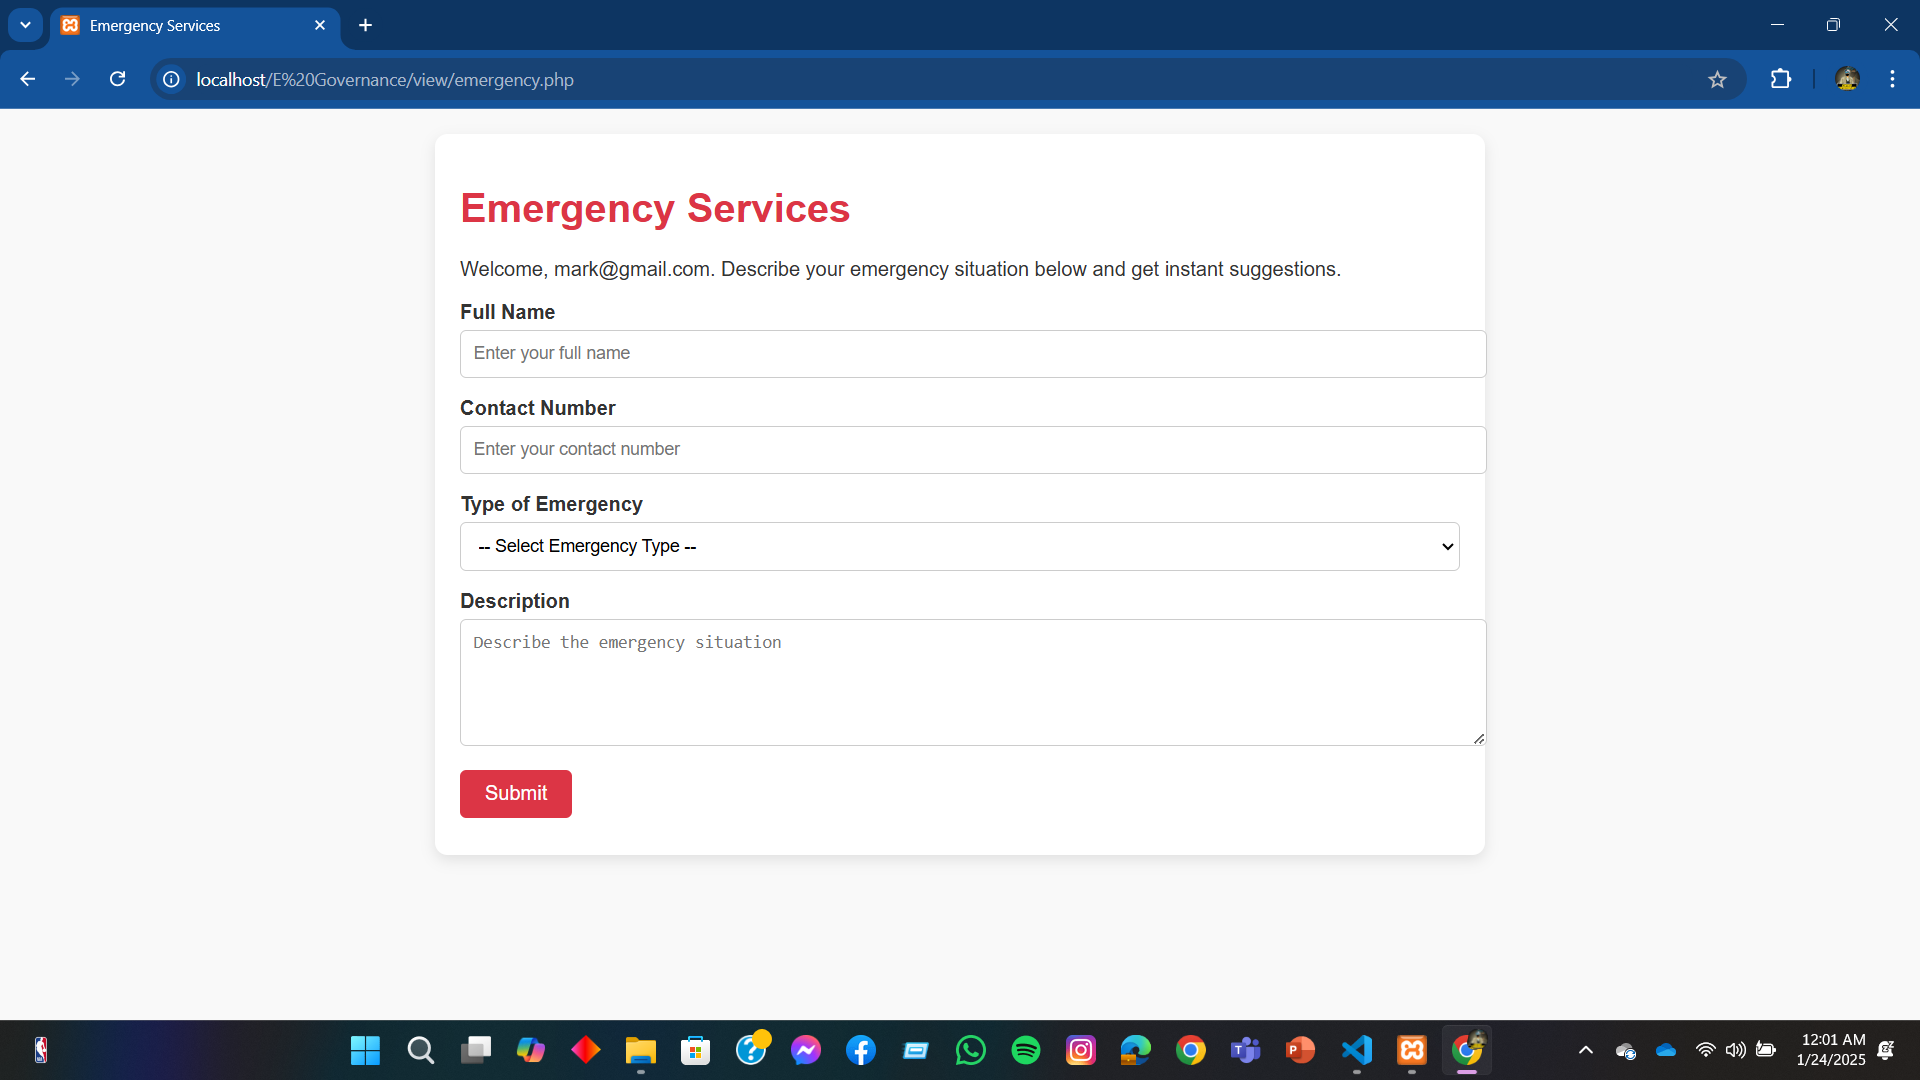 Emergency Services
localhost/E%20Governance/view/emergency.php
Emergency Services
Welcome, mark@gmail.com. Describe your emergency situation below and get instant suggestions.
Full Name
Enter your full name
Contact Number
Enter your contact number
Type of Emergency
-- Select Emergency Type --
Description
Describe the emergency situation
Submit
12:01 AM
1/24/2025